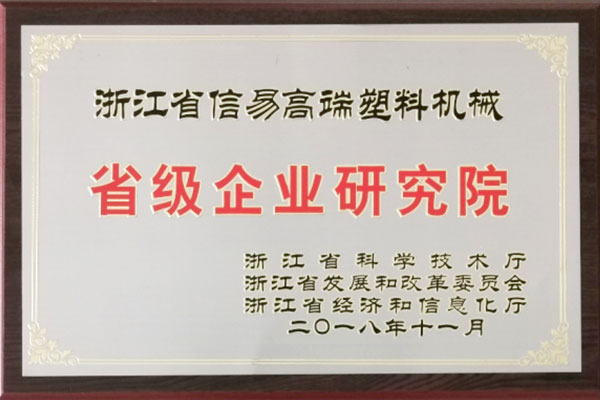 浙江省信易高端塑料机械
省级企业研究院
浙江省科学技术厅
浙江省发展和改革委员会
浙江省经济和信息化厅
二〇一八年十一月